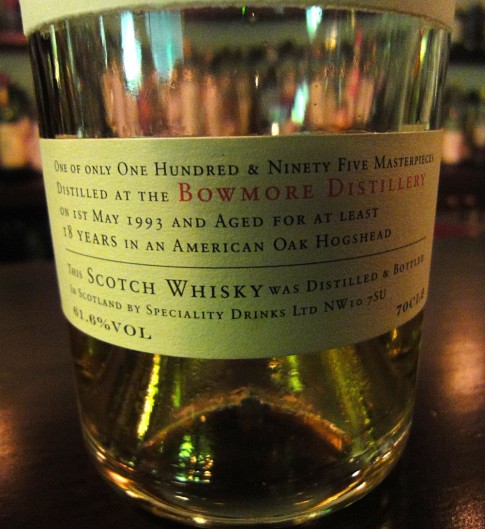 One of only One Hundred & Ninety Five Masterpieces
Distilled at the Bowmore Distillery
on 1st May 1993 and Aged for at least
18 years in an American Oak Hogshead
This Scotch Whisky was Distilled & Bottled
in Scotland by Speciality Drinks Ltd NW10 7SU
61.6%vol 70cl